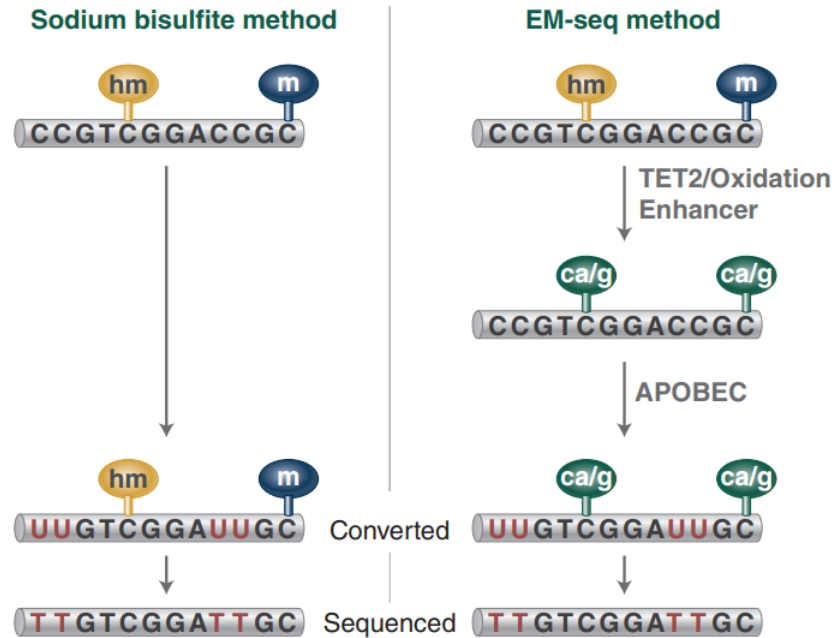 Sodium bisulfite method
hm
m
CCGTCGGACCGC
hm
m
UUGTCGGAUUGC
TTGTCGGATTGC
Converted
Sequenced
EM-seq method
hm
m
CCGTCGGACCGC
TET2/Oxidation
Enhancer
ca/g
ca/g
CCGTCGGACCGC
APOBEC
ca/g
ca/g
UUGTCGGAUUGC
TTGTCGGATTGC